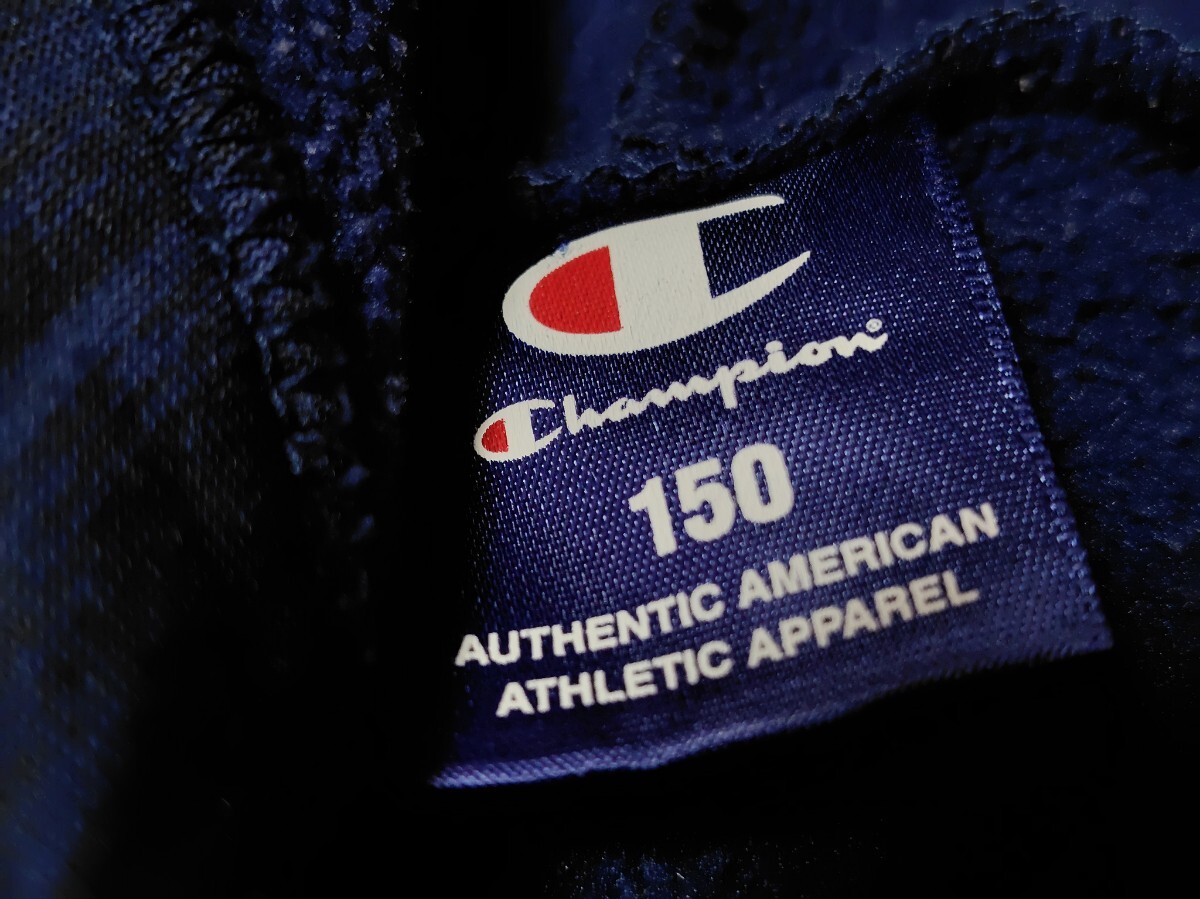 Champion®
150
AUTHENTIC AMERICAN
ATHLETIC APPAREL